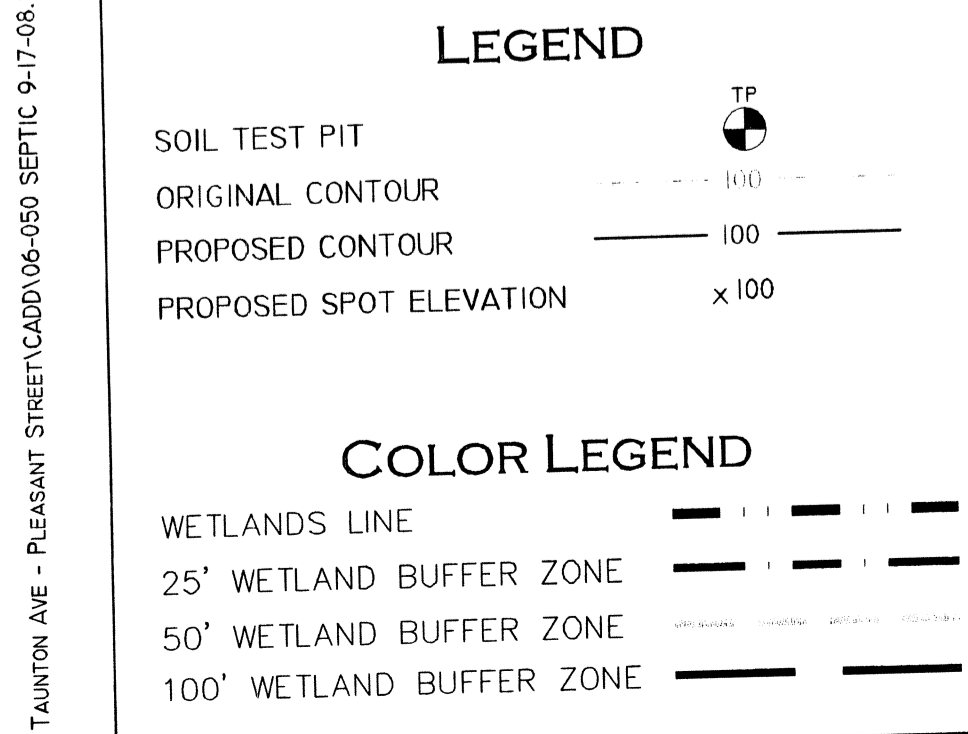 TAUNTON AVE - PLEASANT STREET\CADD\06-050 SEPTIC 9-17-08.
LEGEND
TP
SOIL TEST PIT
ORIGINAL CONTOUR 100
PROPOSED CONTOUR 100
PROPOSED SPOT ELEVATION x 100
COLOR LEGEND
WETLANDS LINE
25' WETLAND BUFFER ZONE
50' WETLAND BUFFER ZONE
100' WETLAND BUFFER ZONE